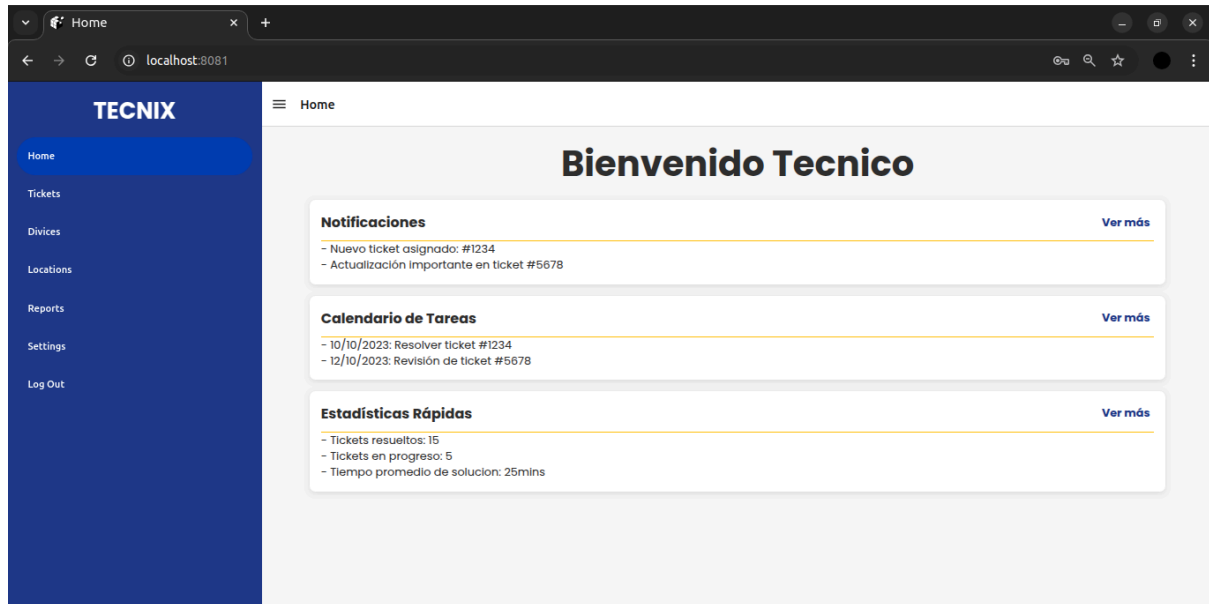 Home
localhost:8081
TECNIX
Home
Home
Tickets
Divices
Locations
Reports
Settings
Log Out
Bienvenido Tecnico
Notificaciones
Ver más
- Nuevo ticket asignado: #1234
- Actualización importante en ticket #5678
Calendario de Tareas
Ver más
- 10/10/2023: Resolver ticket #1234
- 12/10/2023: Revisión de ticket #5678
Estadísticas Rápidas
Ver más
- Tickets resueltos: 15
- Tickets en progreso: 5
- Tiempo promedio de solucion: 25mins